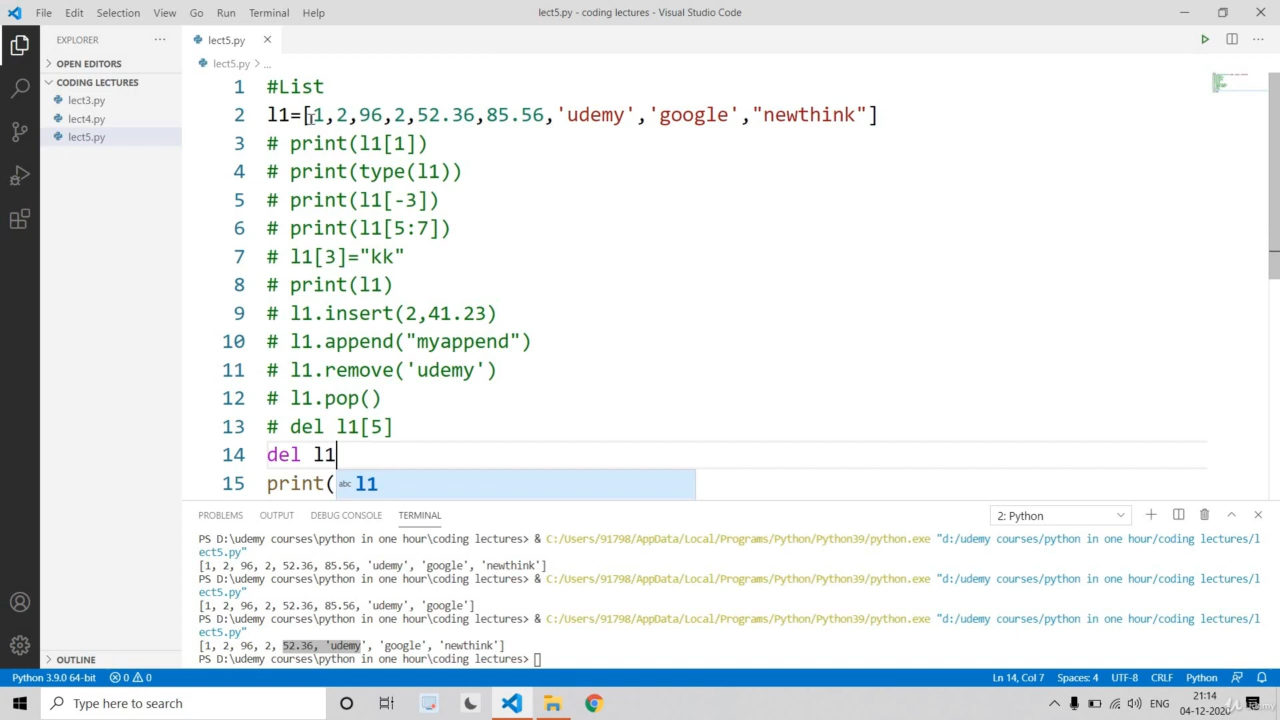 File Edit Selection View Go Run Terminal Help
lect5.py - coding lectures - Visual Studio Code
EXPLORER
OPEN EDITORS
CODING LECTURES
lect3.py
lect4.py
lect5.py
OUTLINE
lect5.py
lect5.py > ...
1 #List
2 l1=[1,2,96,2,52.36,85.56,'udemy','google',"newthink"]
3 # print(l1[1])
4 # print(type(l1))
5 # print(l1[-3])
6 # print(l1[5:7])
7 # l1[3]="kk"
8 # print(l1)
9 # l1.insert(2,41.23)
10 # l1.append("myappend")
11 # l1.remove('udemy')
12 # l1.pop()
13 # del l1[5]
14 del l1
15 print(
abc l1
PROBLEMS OUTPUT DEBUG CONSOLE TERMINAL
2: Python
PS D:\udemy courses\python in one hour\coding lectures> & C:/Users/91798/AppData/Local/Programs/Python/Python39/python.exe "d:/udemy courses/python in one hour/coding lectures/l
ect5.py"
[1, 2, 96, 2, 52.36, 85.56, 'udemy', 'google', 'newthink']
PS D:\udemy courses\python in one hour\coding lectures> & C:/Users/91798/AppData/Local/Programs/Python/Python39/python.exe "d:/udemy courses/python in one hour/coding lectures/l
ect5.py"
[1, 2, 96, 2, 52.36, 85.56, 'udemy', 'google']
PS D:\udemy courses\python in one hour\coding lectures> & C:/Users/91798/AppData/Local/Programs/Python/Python39/python.exe "d:/udemy courses/python in one hour/coding lectures/l
ect5.py"
[1, 2, 96, 2, 52.36, 'udemy', 'google', 'newthink']
PS D:\udemy courses\python in one hour\coding lectures>
Python 3.9.0 64-bit 0 0 Ln 14, Col 7 Spaces: 4 UTF-8 CRLF Python
Type here to search
ENG
21:14
04-12-2020